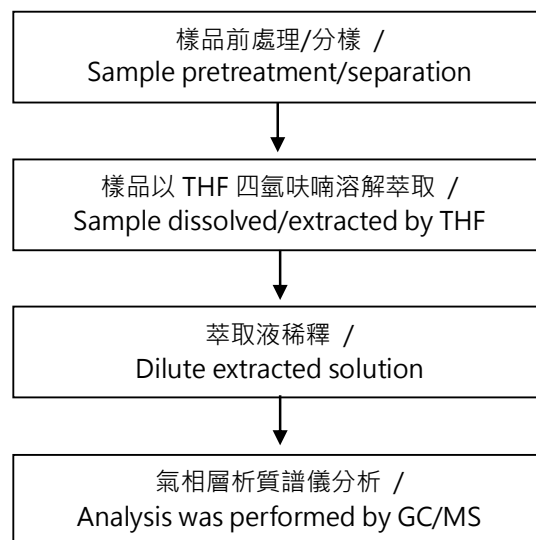 樣品前處理/分樣 /
Sample pretreatment/separation
樣品以 THF 四氫呋喃溶解萃取 /
Sample dissolved/extracted by THF
萃取液稀釋 /
Dilute extracted solution
氣相層析質譜儀分析 /
Analysis was performed by GC/MS